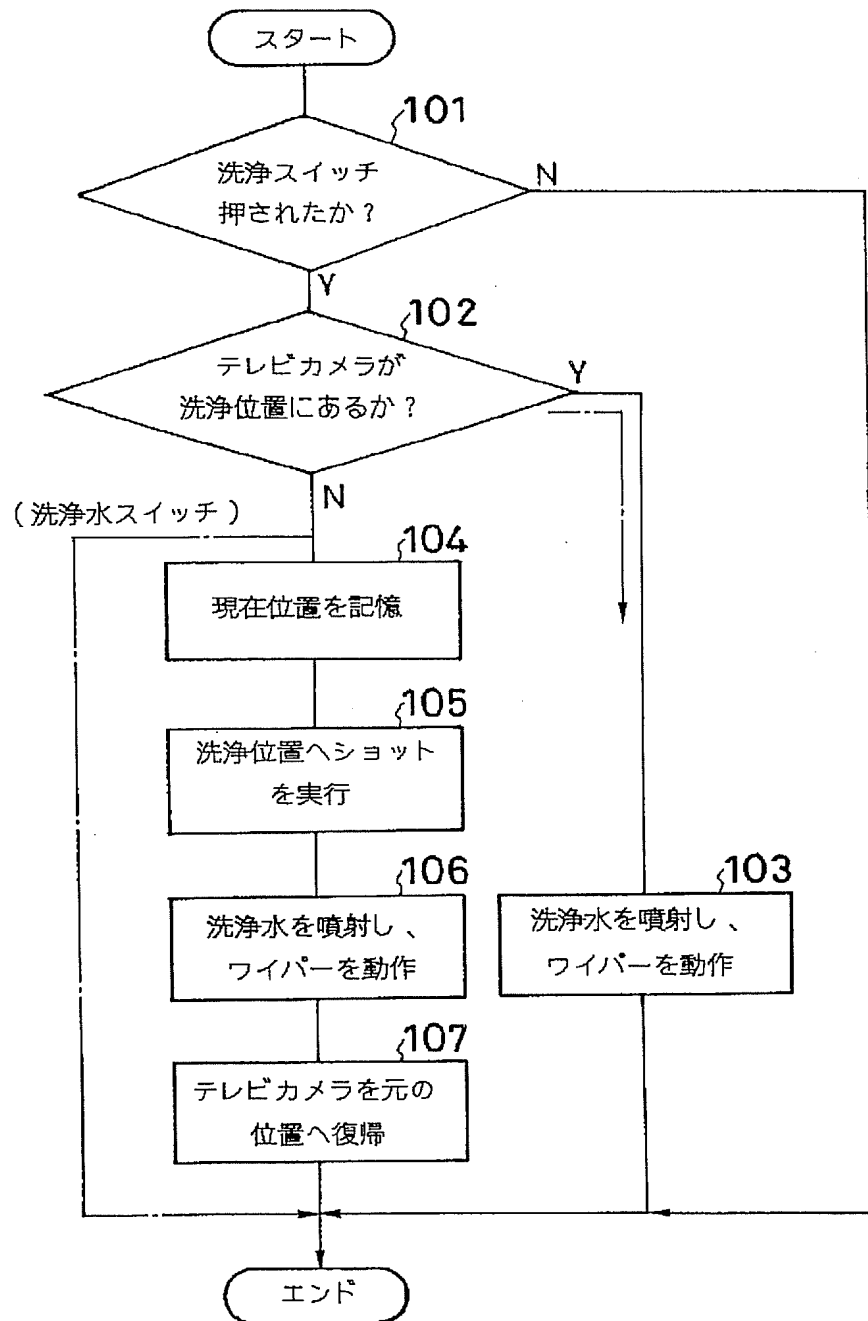 スタート
101
洗浄スイッチ
押されたか?
N
Y
102
テレビカメラが
洗浄位置にあるか?
Y
N
(洗浄水スイッチ)
104
現在位置を記憶
105
洗浄位置へショット
を実行
106
洗浄水を噴射し、
ワイパーを動作
103
洗浄水を噴射し、
ワイパーを動作
107
テレビカメラを元の
位置へ復帰
エンド